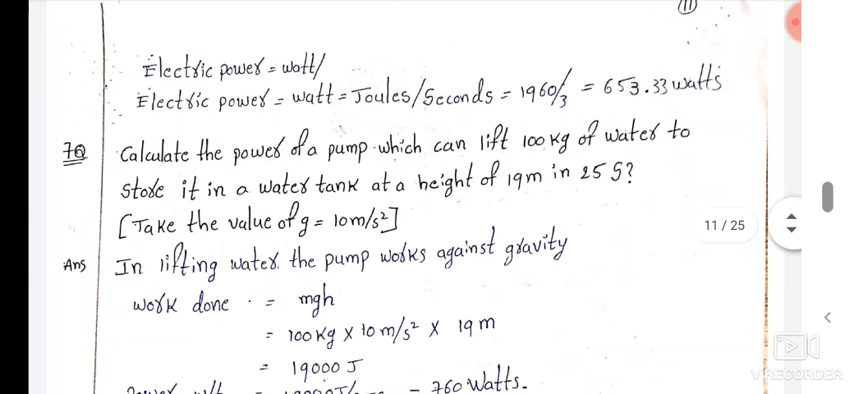 11
Electric power = watt/
Electric power = watt = Joules/Seconds = 1960/3 = 653.33 watts
7Q Calculate the power of a pump which can lift 100 kg of water to
store it in a water tank at a height of 19m in 25 S?
[Take the value of g = 10m/s²]
11 / 25
Ans In lifting water the pump works against gravity
work done = mgh
= 100 kg x 10 m/s² x 19 m
= 19000 J
= 760 watts.
V RECORDER